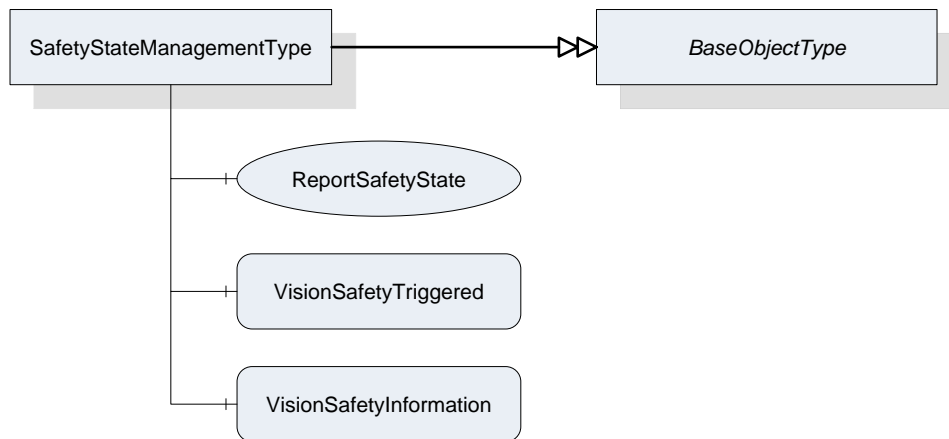 SafetyStateManagementType
BaseObjectType
ReportSafetyState
VisionSafetyTriggered
VisionSafetyInformation